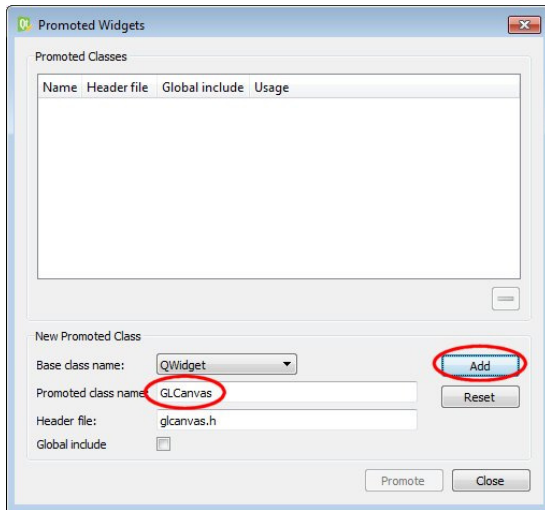 Promoted Widgets
Promoted Classes
Name Header file Global include Usage
New Promoted Class
Base class name: QWidget
Add
Promoted class name: GLCanvas
Reset
Header file: glcanvas.h
Global include
Promote Close